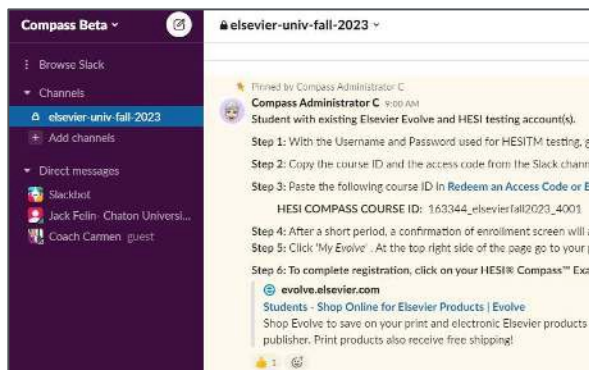 Compass Beta
elsevier-univ-fall-2023
Browse Slack
Channels
elsevier-univ-fall-2023
Add channels
Direct messages
Slackbot
Jack Felin- Chaton Universi...
Coach Carmen guest
Pinned by Compass Administrator C
Compass Administrator C 9:00 AM
Student with existing Elsevier Evolve and HESI testing account(s).
Step 1: With the Username and Password used for HESITM testing, g
Step 2: Copy the course ID and the access code from the Slack chann
Step 3: Paste the following course ID in Redeem an Access Code or E
HESI COMPASS COURSE ID: 163344_elsevierfall2023_4001
Step 4: After a short period, a confirmation of enrollment screen will a
Step 5: Click 'My Evolve'. At the top right side of the page go to your p
Step 6: To complete registration, click on your HESI® Compass™ Exa
evolve.elsevier.com
Students - Shop Online for Elsevier Products | Evolve
Shop Evolve to save on your print and electronic Elsevier products
publisher. Print products also receive free shipping!
1